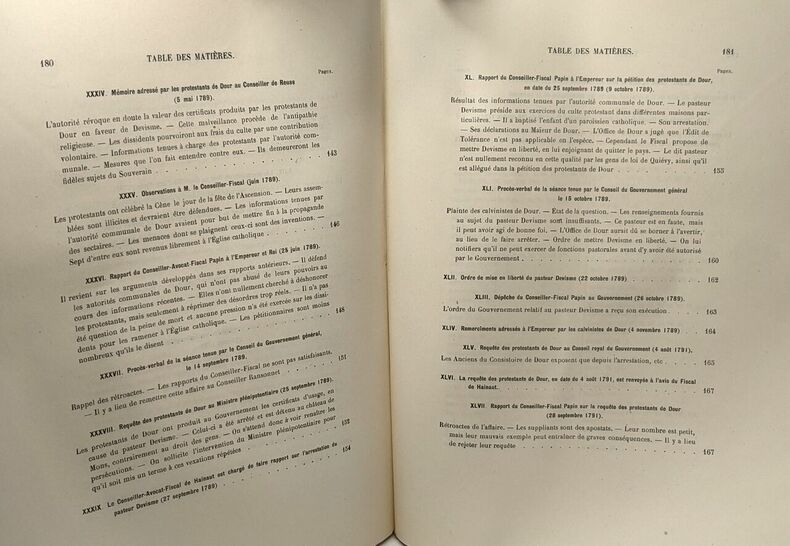 180
TABLE DES MATIÈRES.
Pages.
XXXIV. Mémoire adressé par les protestants de Dour au Conseiller de Reuss
(5 mai 1789).
L'autorité révoque en doute la valeur des certificats produits par les protestants de
Dour en faveur de Devisme. — Cette malveillance procède de l'antipathie
religieuse. — Les dissidents pourvoiront aux frais du culte par une contribution
volontaire. — Informations tenues à charge des protestants par l'autorité com-
munale. — Mesures que l'on fait entendre contre eux. — Ils demeureront les
fidèles sujets du Souverain . . . 143
XXXV. Observations à M. le Conseiller-Fiscal (juin 1789).
Les protestants ont célébré la Cène le jour de la fête de l'Ascension. — Leurs assem-
blées sont illicites et devraient être défendues. — Les informations tenues par
l'autorité communale de Dour avaient pour but de mettre fin à la propagande
des sectaires. — Les menaces dont se plaignent ceux-ci sont des inventions. —
Sept d'entre eux sont revenus librement à l'Église catholique . . . 146
XXXVI. Rapport du Conseiller-Avocat-Fiscal Papin à l'Empereur et Roi (28 juin 1789).
Il revient sur les arguments développés dans ses rapports antérieurs. — Il défend
les autorités communales de Dour, qui n'ont pas abusé de leurs pouvoirs au
cours des informations récentes. — Elles n'ont nullement cherché à déshonorer
les protestants, mais seulement à réprimer des désordres trop réels. — Il n'a pas
été question de la peine de mort et aucune pression n'a été exercée sur les dissi-
dents pour les ramener à l'Église catholique. — Les pétitionnaires sont moins
nombreux qu'ils le disent . . . 148
XXXVII. Procès-verbal de la séance tenue par le Conseil du Gouvernement général,
le 14 septembre 1789.
Rappel des rétroactes. — Les rapports du Conseiller-Fiscal ne sont pas satisfaisants.
— Il y a lieu de remettre cette affaire au Conseiller Ransonnet . . . 151
XXXVIII. Requête des protestants de Dour au Ministre plénipotentiaire (25 septembre 1789).
Les protestants de Dour ont produit au Gouvernement les certificats d'usage, en
cause du pasteur Devisme. — Celui-ci a été arrêté et est détenu au château de
Mons, contrairement au droit des gens. — On s'attend donc à voir renaître les
persécutions. — On sollicite l'intervention du Ministre plénipotentiaire pour
qu'il soit mis un terme à ces vexations répétées . . . 152
XXXIX Le Conseiller-Avocat-Fiscal de Hainaut est chargé de faire rapport sur l'arrestation du
pasteur Devisme (27 septembre 1789) . . . 154
TABLE DES MATIÈRES.
181
Pages.
XL. Rapport du Conseiller-Fiscal Papin à l'Empereur sur la pétition des protestants de Dour,
en date du 25 septembre 1789 (9 octobre 1789).
Résultat des informations tenues par l'autorité communale de Dour. — Le pasteur
Devisme préside aux exercices du culte protestant dans différentes maisons par-
ticulières. — Il a baptisé l'enfant d'un paroissien catholique. — Son arrestation.
— Ses déclarations au Maïeur de Dour. — L'Office de Dour a jugé que l'Édit de
Tolérance n'est pas applicable en l'espèce. — Cependant le Fiscal propose de
mettre Devisme en liberté, en lui enjoignant de quitter le pays. — Le dit pasteur
n'est nullement reconnu en cette qualité par les gens de loi de Quiévy, ainsi qu'il
est allégué dans la pétition des protestants de Dour . . . 155
XLI. Procès-verbal de la séance tenue par le Conseil du Gouvernement général
le 15 octobre 1789.
Plainte des calvinistes de Dour. — État de la question. — Les renseignements fournis
au sujet du pasteur Devisme sont insuffisants. — Ce pasteur est en faute, mais
il peut avoir agi de bonne foi. — L'Office de Dour aurait dû se borner à l'avertir,
au lieu de le faire arrêter. — Ordre de mettre Devisme en liberté. — On lui
notifiera qu'il ne peut exercer de fonctions pastorales avant d'y avoir été autorisé
par le Gouvernement . . . 160
XLII. Ordre de mise en liberté du pasteur Devisme (22 octobre 1789) . . . 162
XLIII. Dépêche du Conseiller-Fiscal Papin au Gouvernement (26 octobre 1789).
L'ordre du Gouvernement relatif au pasteur Devisme a reçu son exécution . . . 163
XLIV. Remerciments adressés à l'Empereur par les calvinistes de Dour (4 novembre 1789) . . . 164
XLV. Requête des protestants de Dour au Conseil royal du Gouvernement (4 août 1791).
Les Anciens du Consistoire de Dour exposent que depuis l'arrestation, etc . . . 165
XLVI. La requête des protestants de Dour, en date du 4 août 1791, est renvoyée à l'avis du Fiscal
de Hainaut. . . . 167
XLVII Rapport du Conseiller-Fiscal Papin sur la requête des protestants de Dour
(28 septembre 1791).
Rétroactes de l'affaire. — Les suppliants sont des apostats. — Leur nombre est petit,
mais leur mauvais exemple peut entraîner de graves conséquences. — Il y a lieu
de rejeter leur requête . . . 167